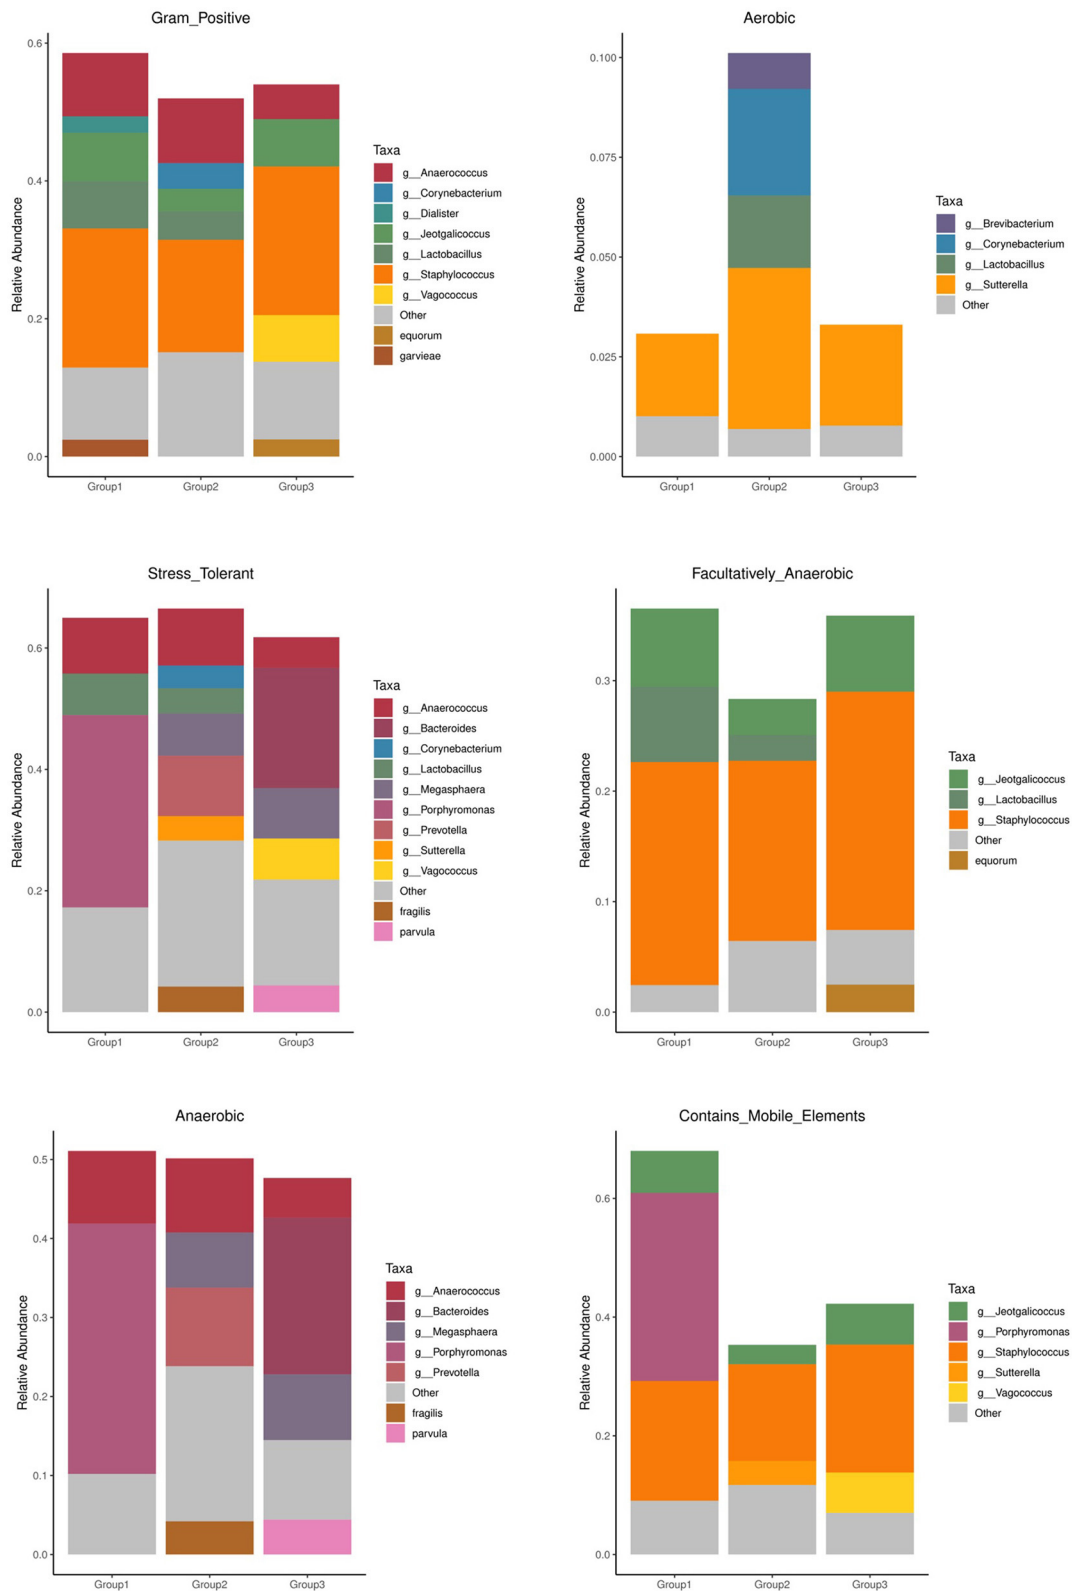 Gram_Positive
Relative Abundance
0.6
0.4
0.2
0.0
Group1
Group2
Group3
Taxa
g__Anaerococcus
g__Corynebacterium
g__Dialister
g__Jeotgalicoccus
g__Lactobacillus
g__Staphylococcus
g__Vagococcus
Other
equorum
garvieae
Aerobic
Relative Abundance
0.100
0.075
0.050
0.025
0.000
Group1
Group2
Group3
Taxa
g__Brevibacterium
g__Corynebacterium
g__Lactobacillus
g__Sutterella
Other
Stress_Tolerant
Relative Abundance
0.6
0.4
0.2
0.0
Group1
Group2
Group3
Taxa
g__Anaerococcus
g__Bacteroides
g__Corynebacterium
g__Lactobacillus
g__Megasphaera
g__Porphyromonas
g__Prevotella
g__Sutterella
g__Vagococcus
Other
fragilis
parvula
Facultatively_Anaerobic
Relative Abundance
0.3
0.2
0.1
0.0
Group1
Group2
Group3
Taxa
g__Jeotgalicoccus
g__Lactobacillus
g__Staphylococcus
Other
equorum
Anaerobic
Relative Abundance
0.5
0.4
0.3
0.2
0.1
0.0
Group1
Group2
Group3
Taxa
g__Anaerococcus
g__Bacteroides
g__Megasphaera
g__Porphyromonas
g__Prevotella
Other
fragilis
parvula
Contains_Mobile_Elements
Relative Abundance
0.6
0.4
0.2
0.0
Group1
Group2
Group3
Taxa
g__Jeotgalicoccus
g__Porphyromonas
g__Staphylococcus
g__Sutterella
g__Vagococcus
Other